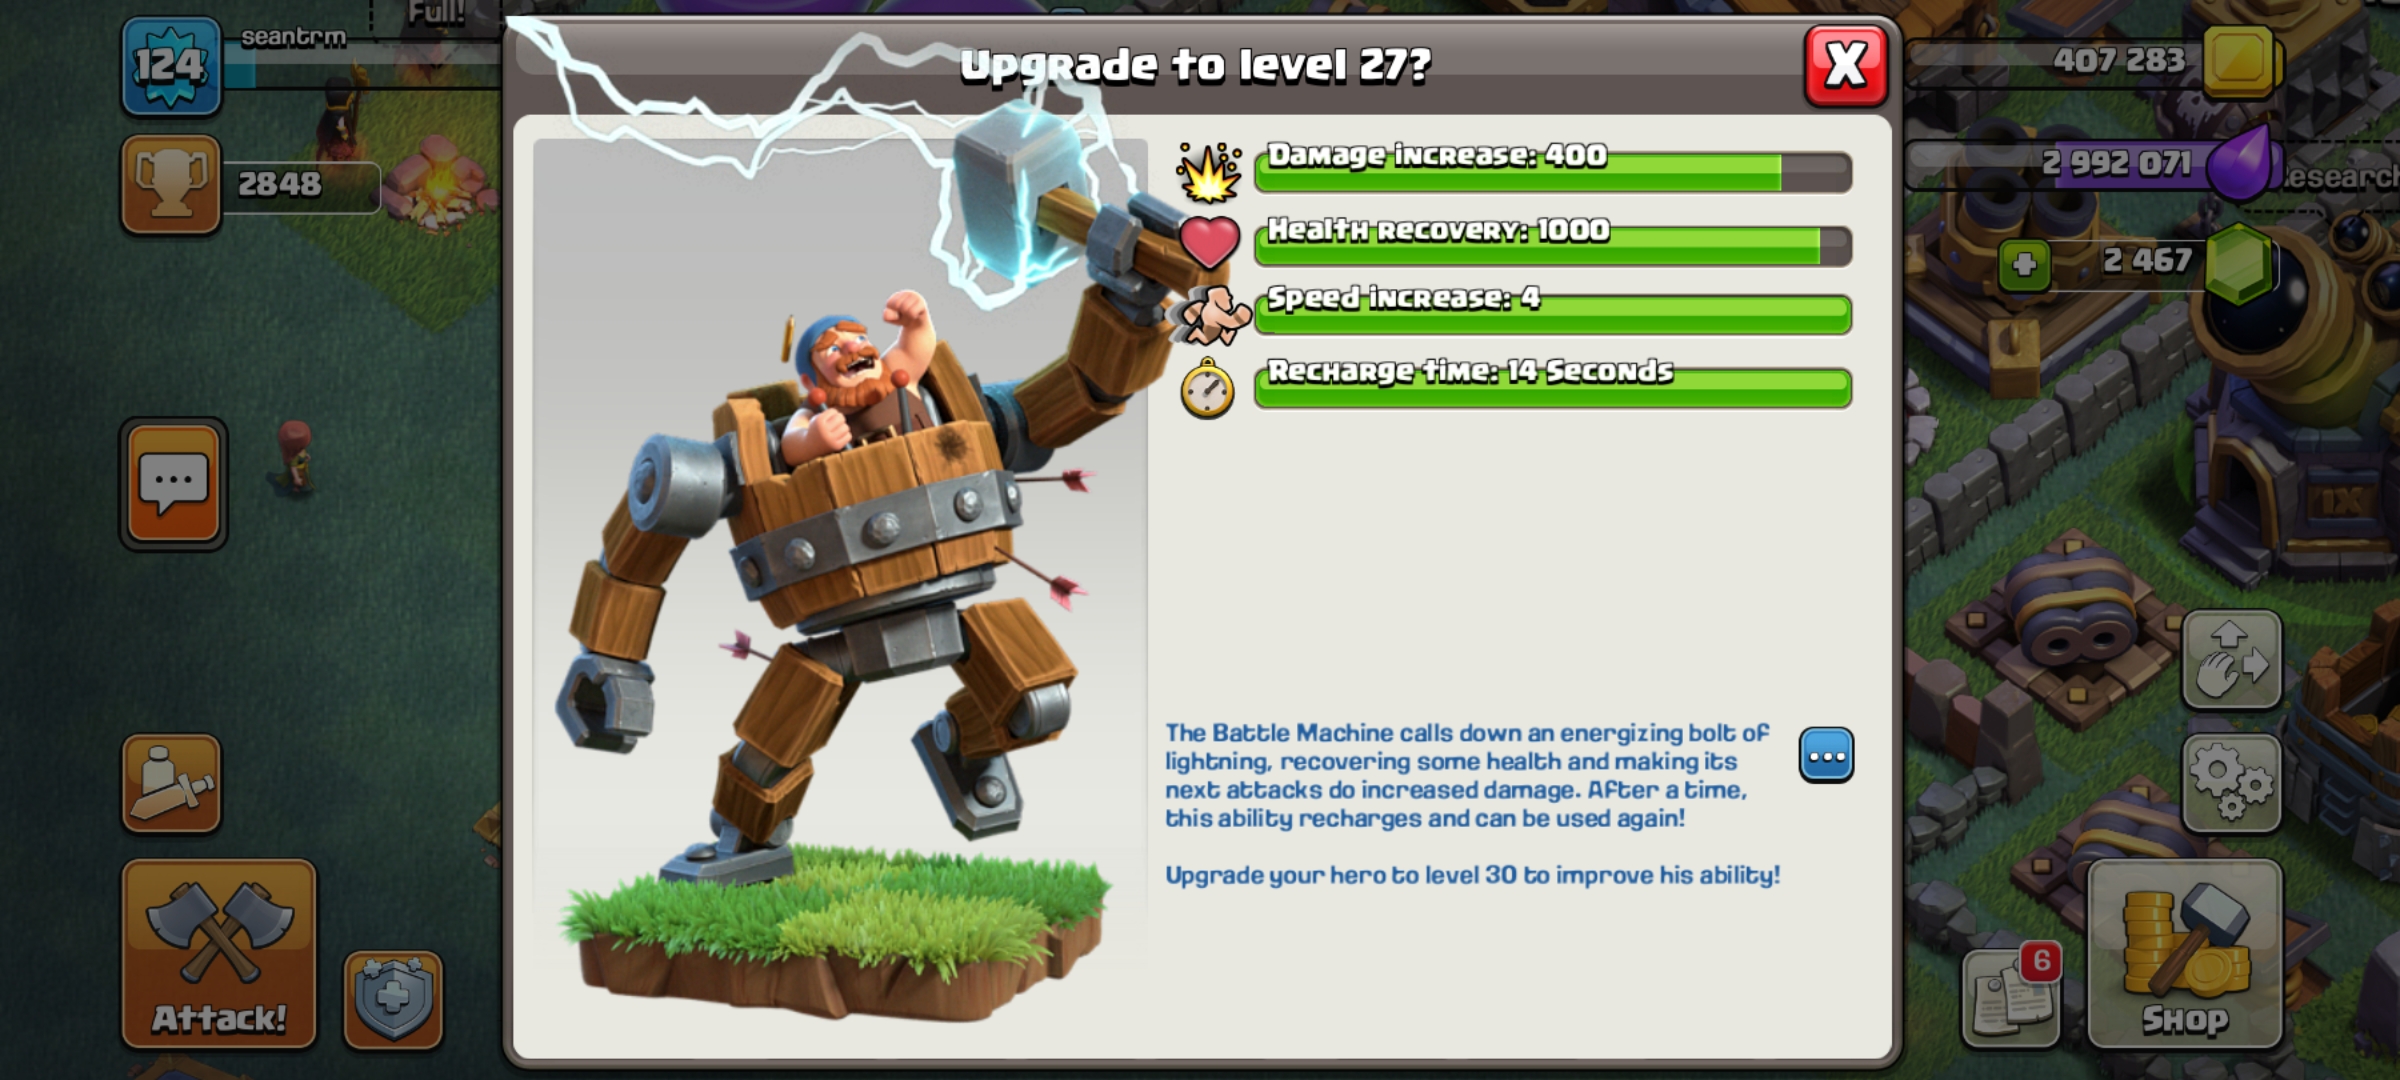 Full!
124
seantrm
Upgrade to level 27?
X
407 283
2848
Damage increase: 400
2 992 071
Research
Health recovery: 1000
2 467
Speed increase: 4
Recharge time: 14 Seconds
IX
The Battle Machine calls down an energizing bolt of
lightning, recovering some health and making its
next attacks do increased damage. After a time,
this ability recharges and can be used again!
Upgrade your hero to level 30 to improve his ability!
6
Attack!
Shop